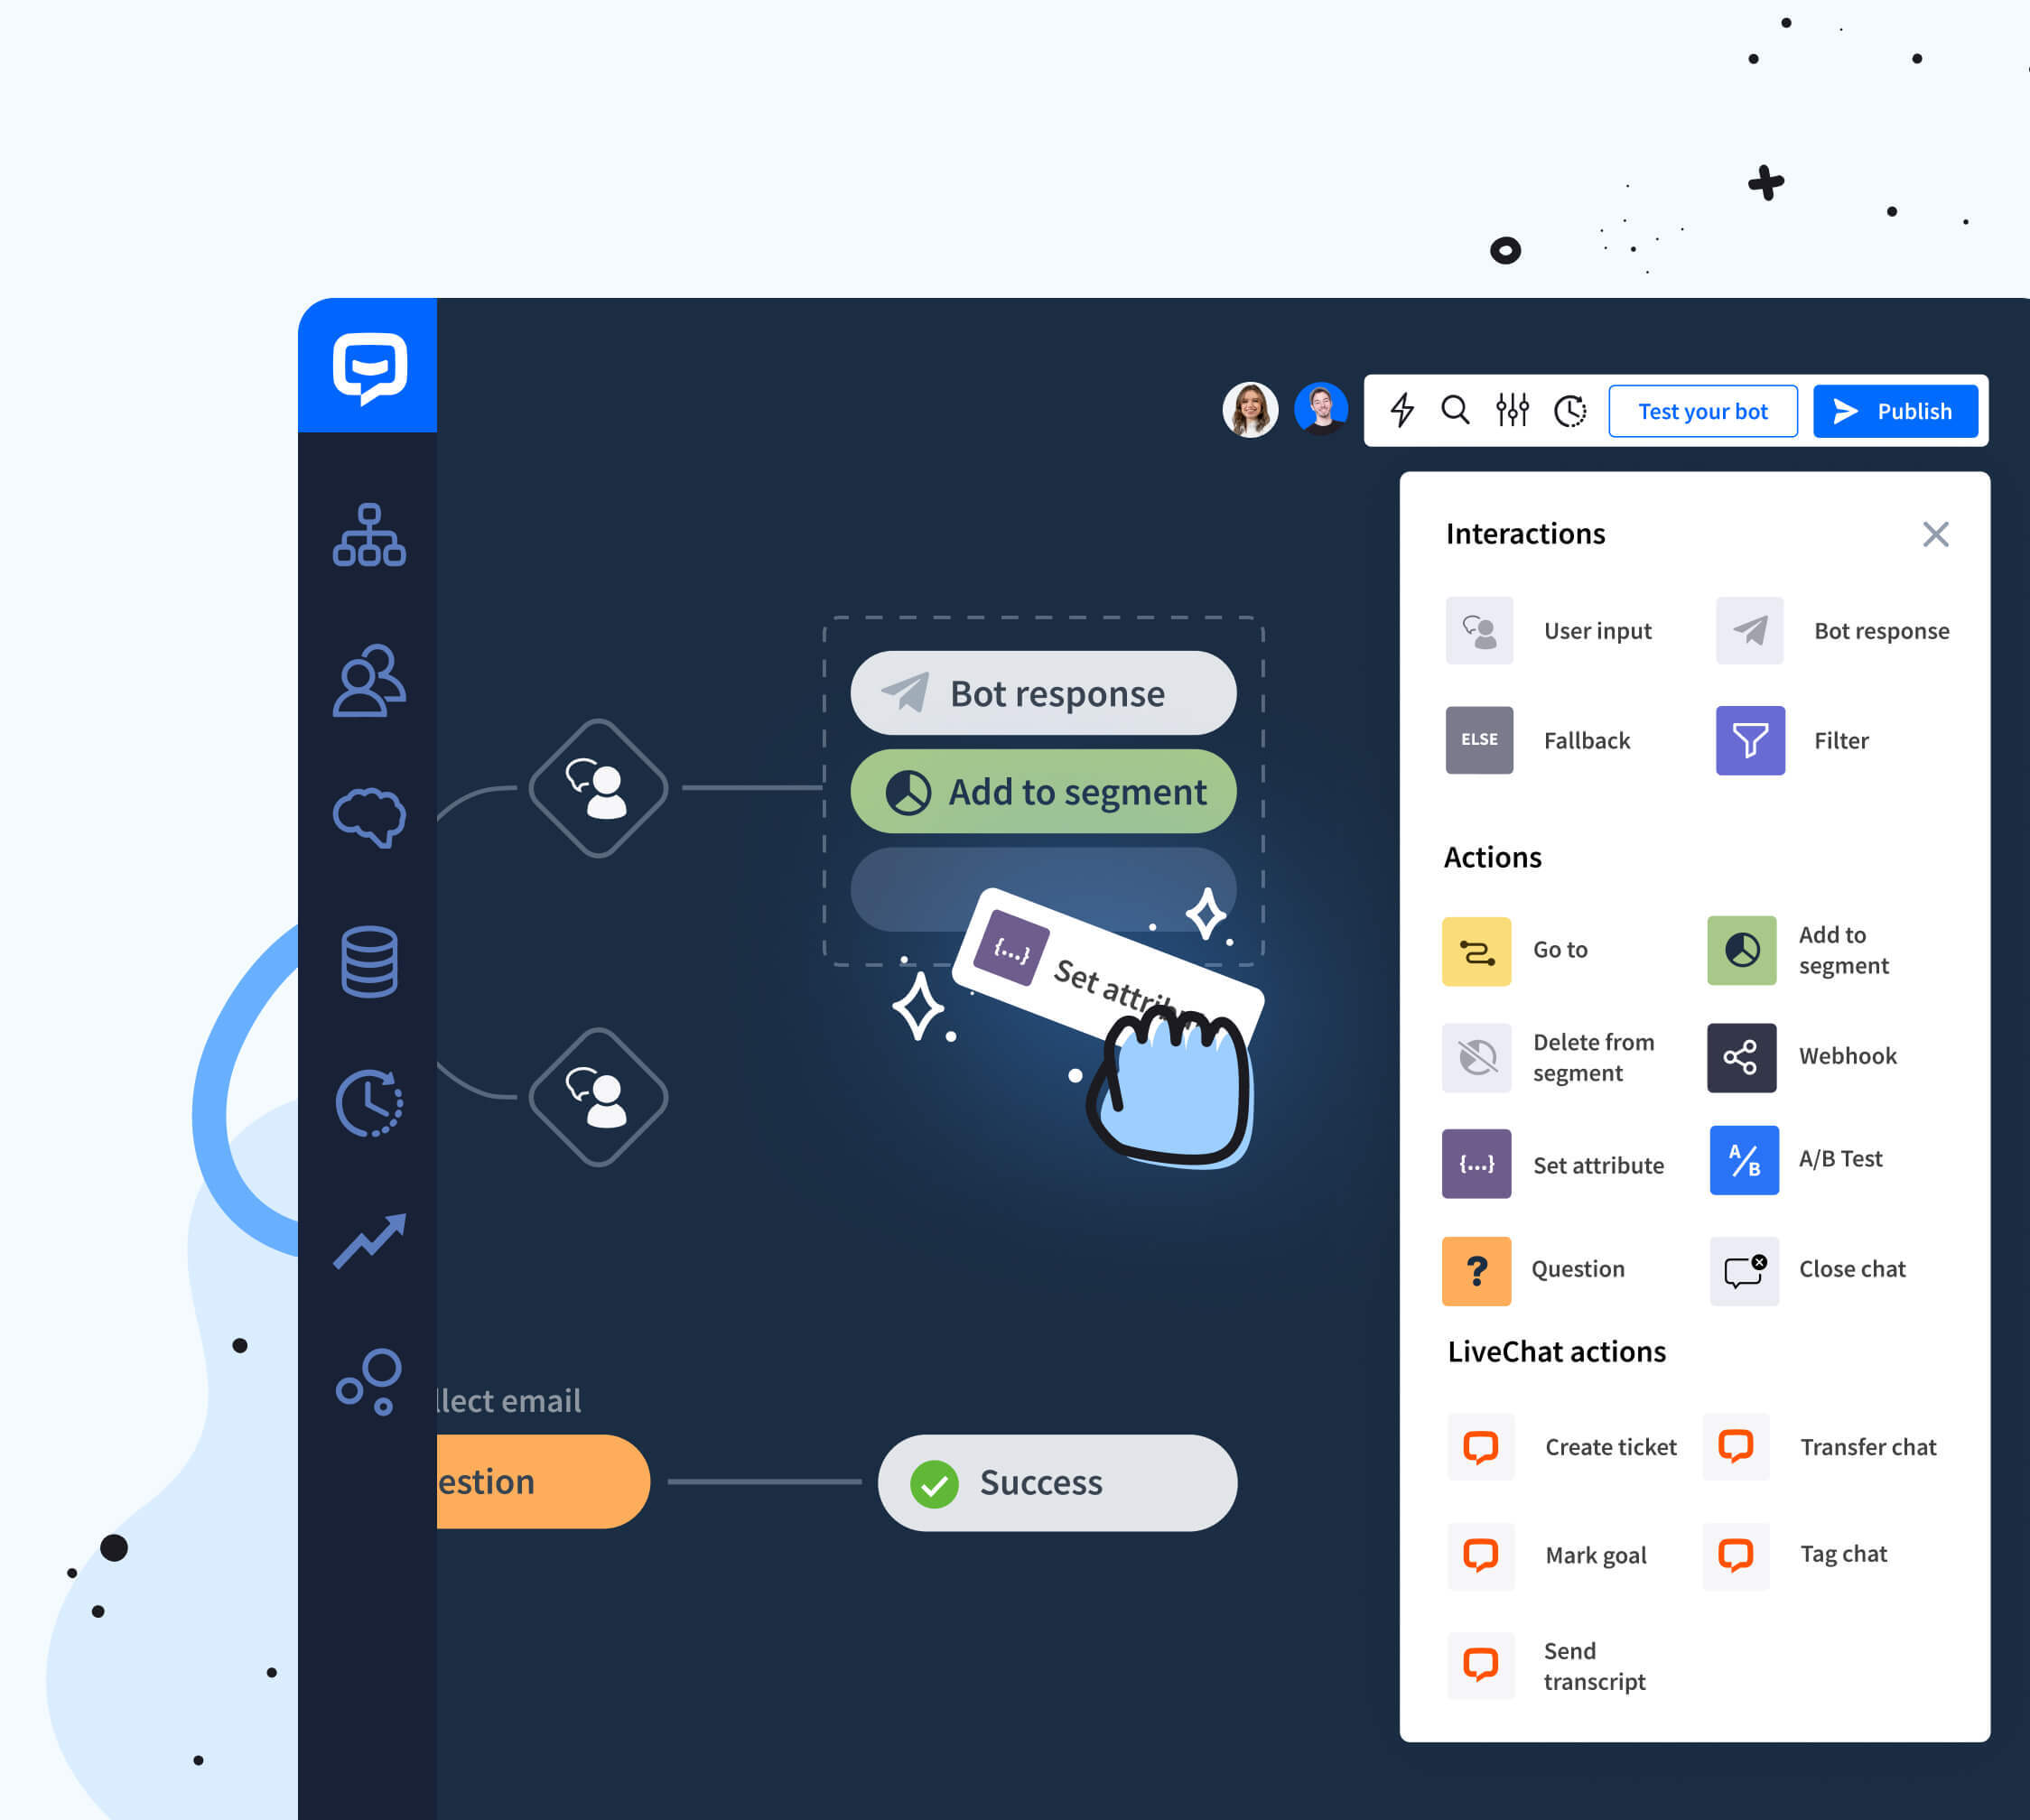 Test your bot
Publish
Interactions
User input
Bot response
ELSE
Fallback
Filter
Actions
Go to
Add to
segment
Delete from
segment
Webhook
{...}
Set attribute
A/B
A/B Test
?
Question
Close chat
LiveChat actions
Create ticket
Transfer chat
Mark goal
Tag chat
Send
transcript
Bot response
Add to segment
{...}
Set
llect email
estion
Success